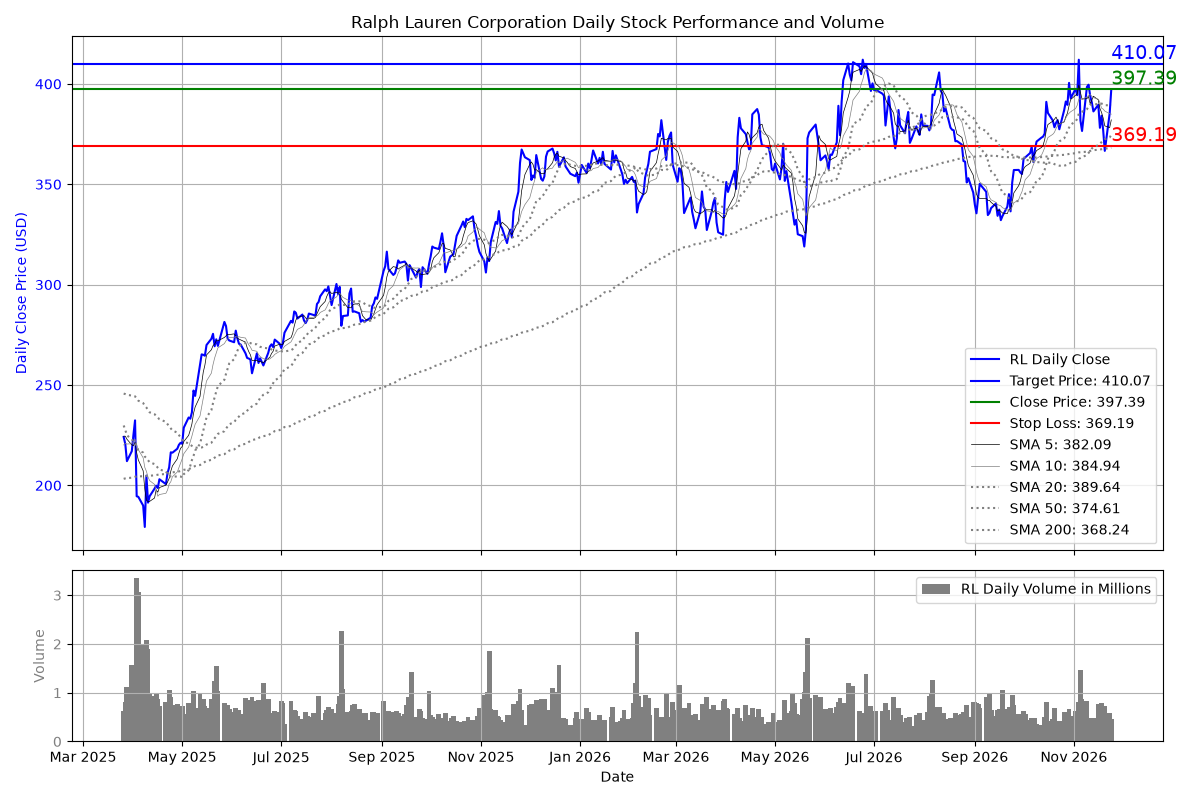 Ralph Lauren Corporation Daily Stock Performance and Volume
410.07
397.39
369.19
400
350
300
250
200
Daily Close Price (USD)
RL Daily Close
Target Price: 410.07
Close Price: 397.39
Stop Loss: 369.19
SMA 5: 382.09
SMA 10: 384.94
SMA 20: 389.64
SMA 50: 374.61
SMA 200: 368.24
RL Daily Volume in Millions
3
2
1
0
Volume
Mar 2025 May 2025 Jul 2025 Sep 2025 Nov 2025 Jan 2026 Mar 2026 May 2026 Jul 2026 Sep 2026 Nov 2026
Date